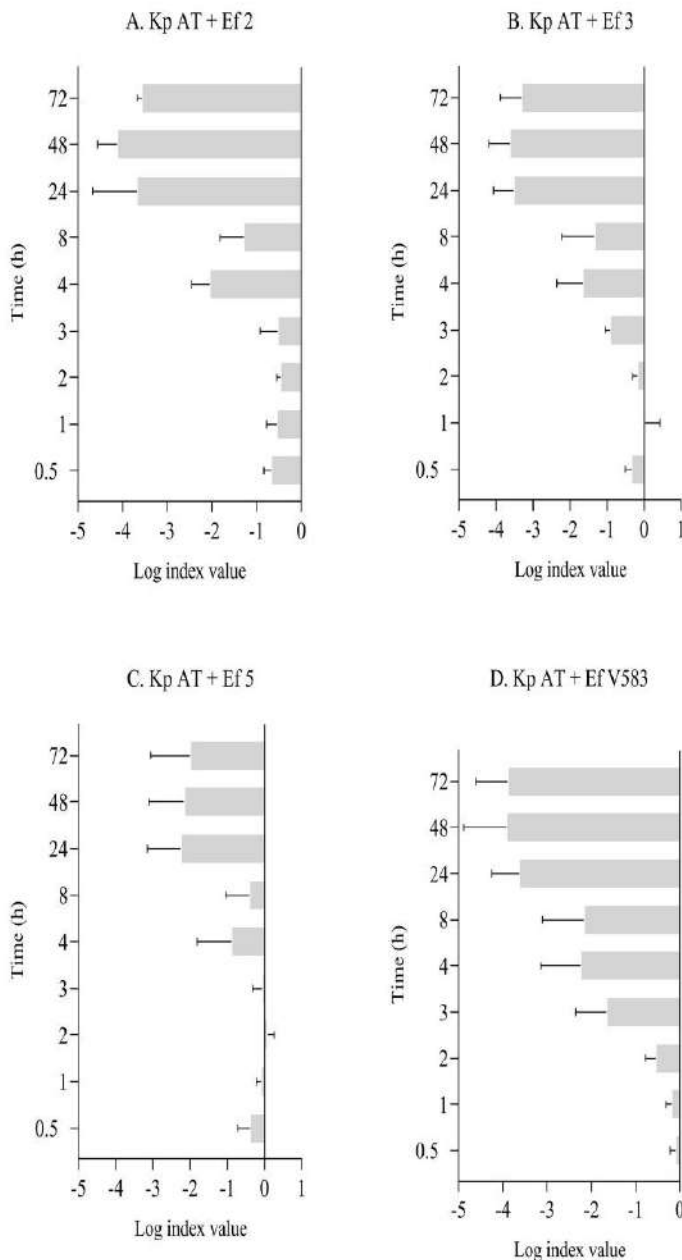 A. Kp AT + Ef 2
Time (h)
72
48
24
8
4
3
2
1
0.5
-5 -4 -3 -2 -1 0
Log index value
B. Kp AT + Ef 3
Time (h)
72
48
24
8
4
3
2
1
0.5
-5 -4 -3 -2 -1 0 1
Log index value
C. Kp AT + Ef 5
Time (h)
72
48
24
8
4
3
2
1
0.5
-5 -4 -3 -2 -1 0 1
Log index value
D. Kp AT + Ef V583
Time (h)
72
48
24
8
4
3
2
1
0.5
-5 -4 -3 -2 -1 0
Log index value